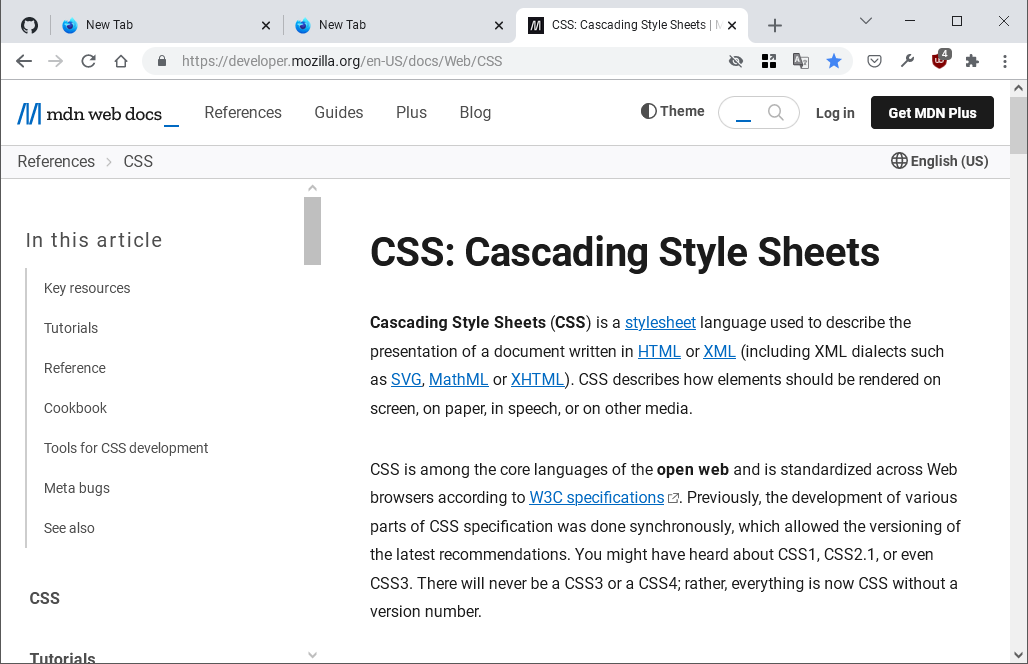 New Tab
New Tab
CSS: Cascading Style Sheets | M
https://developer.mozilla.org/en-US/docs/Web/CSS
4
mdn web docs_
References Guides Plus Blog
Theme
Log in
Get MDN Plus
References > CSS
English (US)
In this article
Key resources
Tutorials
Reference
Cookbook
Tools for CSS development
Meta bugs
See also
CSS
Tutorials
CSS: Cascading Style Sheets
Cascading Style Sheets (CSS) is a stylesheet language used to describe the
presentation of a document written in HTML or XML (including XML dialects such
as SVG, MathML or XHTML). CSS describes how elements should be rendered on
screen, on paper, in speech, or on other media.
CSS is among the core languages of the open web and is standardized across Web
browsers according to W3C specifications. Previously, the development of various
parts of CSS specification was done synchronously, which allowed the versioning of
the latest recommendations. You might have heard about CSS1, CSS2.1, or even
CSS3. There will never be a CSS3 or a CSS4; rather, everything is now CSS without a
version number.